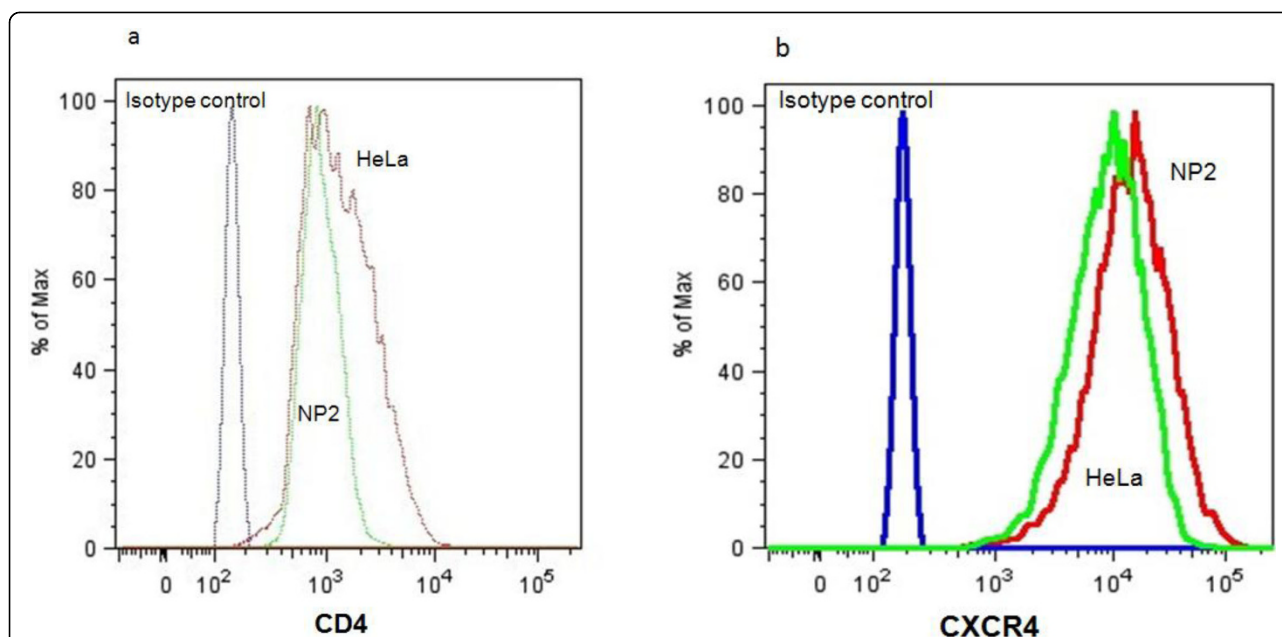 a
Isotype control
HeLa
NP2
% of Max
100
80
60
40
20
0
0 10² 10³ 10⁴ 10⁵
CD4
b
Isotype control
NP2
HeLa
% of Max
100
80
60
40
20
0
0 10² 10³ 10⁴ 10⁵
CXCR4